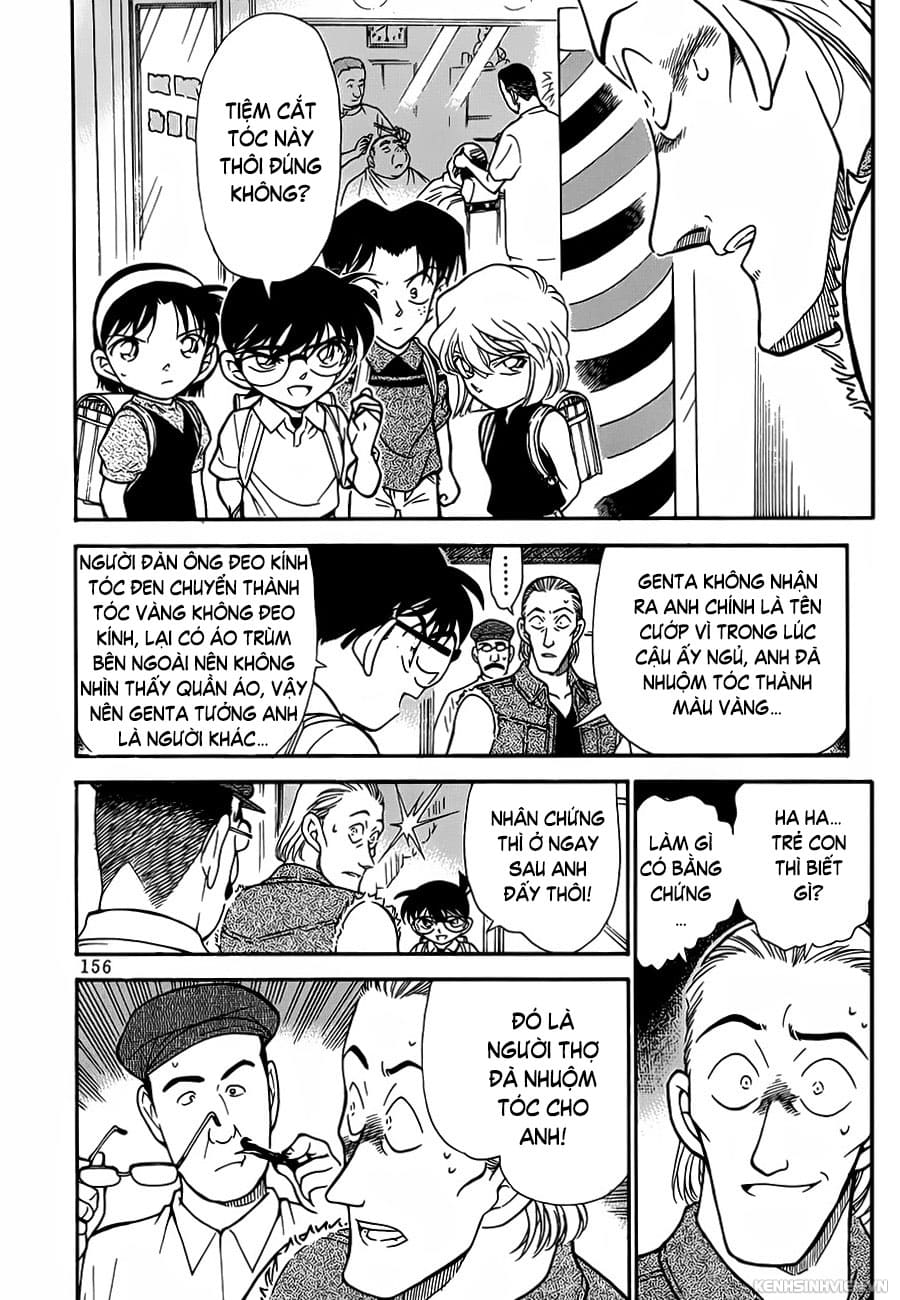 TIỆM CẮT
TÓC NÀY
THÔI ĐÚNG
KHÔNG?
GENTA KHÔNG NHẬN
RA ANH CHÍNH LÀ TÊN
CƯỚP VÌ TRONG LÚC
CẬU ẤY NGỦ, ANH ĐÃ
NHUỘM TÓC THÀNH
MÀU VÀNG...
......
NGƯỜI ĐÀN ÔNG ĐEO KÍNH
TÓC ĐEN CHUYỂN THÀNH
TÓC VÀNG KHÔNG ĐEO
KÍNH, LẠI CÓ ÁO TRÙM
BÊN NGOÀI NÊN KHÔNG
NHÌN THẤY QUẦN ÁO, VẬY
NÊN GENTA TƯỞNG ANH
LÀ NGƯỜI KHÁC...
HA HA...
TRẺ CON
THÌ BIẾT
GÌ?
LÀM GÌ
CÓ BẰNG
CHỨNG
...
NHÂN CHỨNG
THÌ Ở NGAY
SAU ANH
ĐẤY THÔI!
156
ĐÓ LÀ
NGƯỜI THỢ
ĐÃ NHUỘM
TÓC CHO
ANH!
KENHSINHVIEN.VN